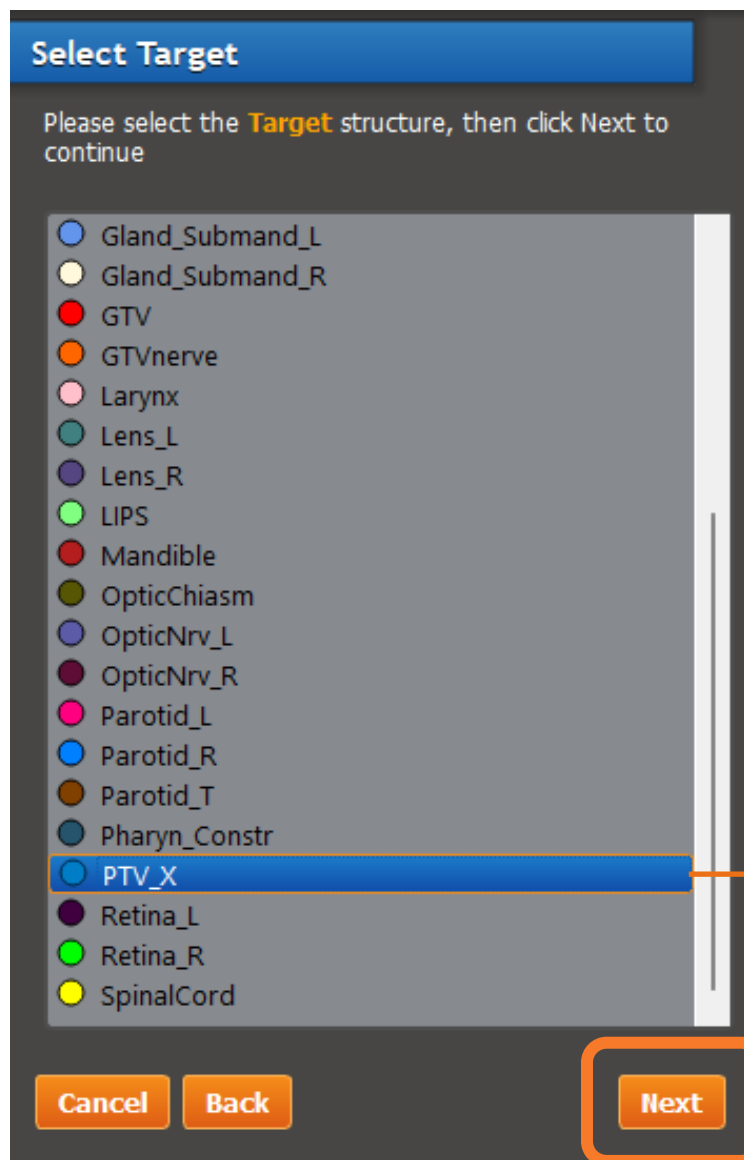 Select Target
Please select the Target structure, then click Next to
continue
Gland_Submand_L
Gland_Submand_R
GTV
GTVnerve
Larynx
Lens_L
Lens_R
LIPS
Mandible
OpticChiasm
OpticNrv_L
OpticNrv_R
Parotid_L
Parotid_R
Parotid_T
Pharyn_Constr
PTV_X
Retina_L
Retina_R
SpinalCord
Cancel Back Next